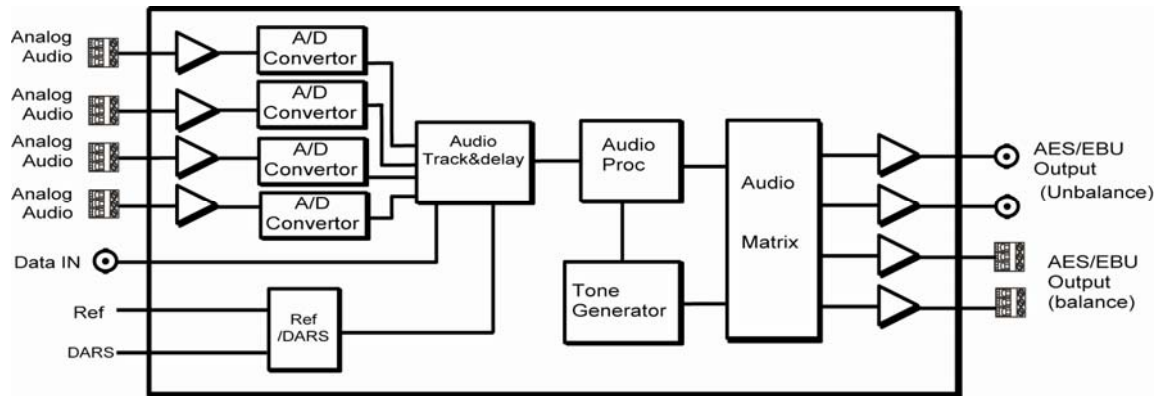 Analog
Audio
A/D
Convertor
Analog
Audio
A/D
Convertor
Analog
Audio
A/D
Convertor
Analog
Audio
A/D
Convertor
Data IN
Ref
DARS
Ref
/DARS
Audio
Track&delay
Audio
Proc
Tone
Generator
Audio
Matrix
AES/EBU
Output
(Unbalance)
AES/EBU
Output
(balance)